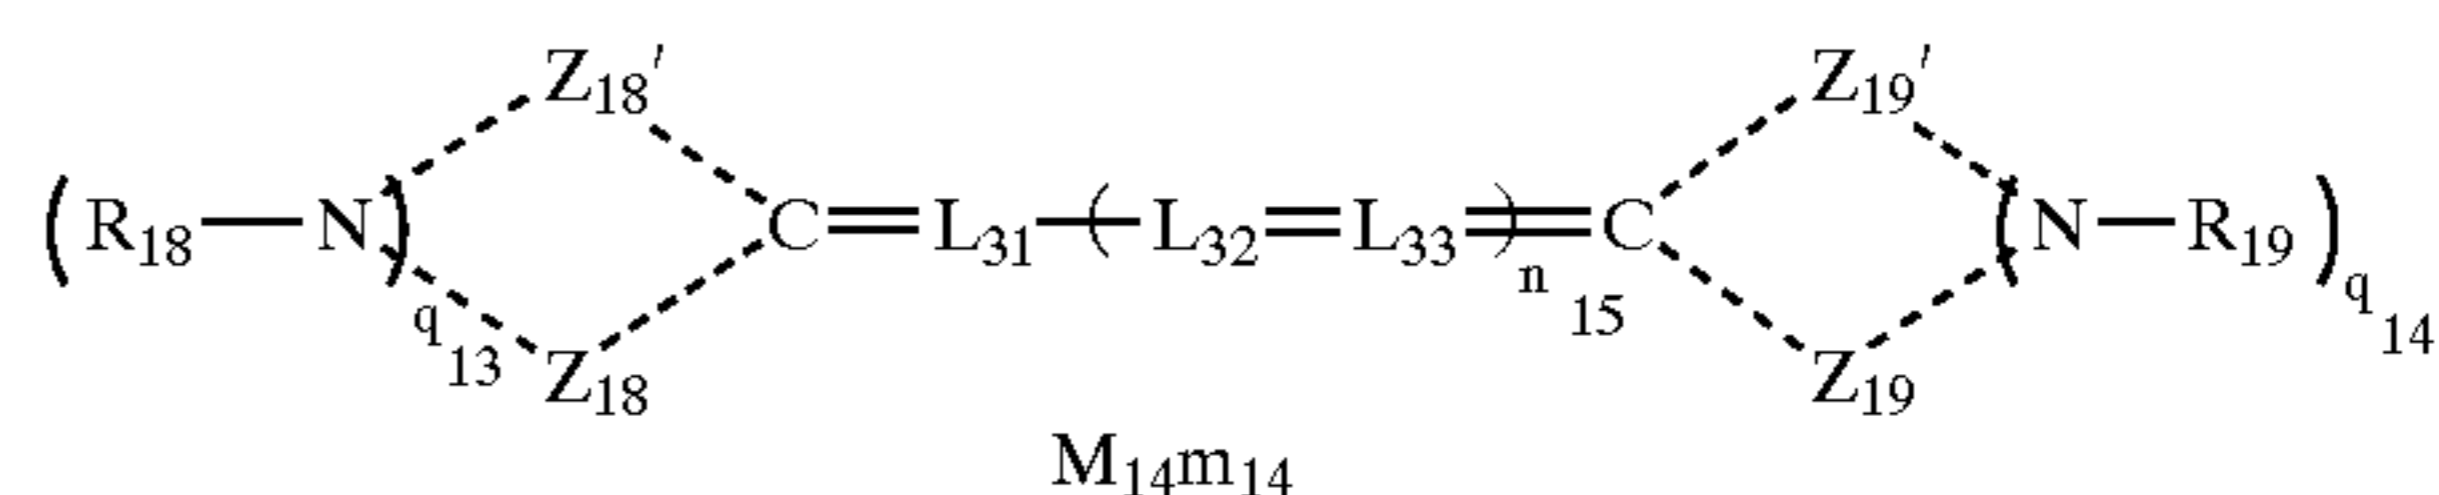 Z18′ Z19′
(R18—N)q13 C=L31—(L32=L33)n15=C (N—R19)q14
Z18 Z19
M14m14